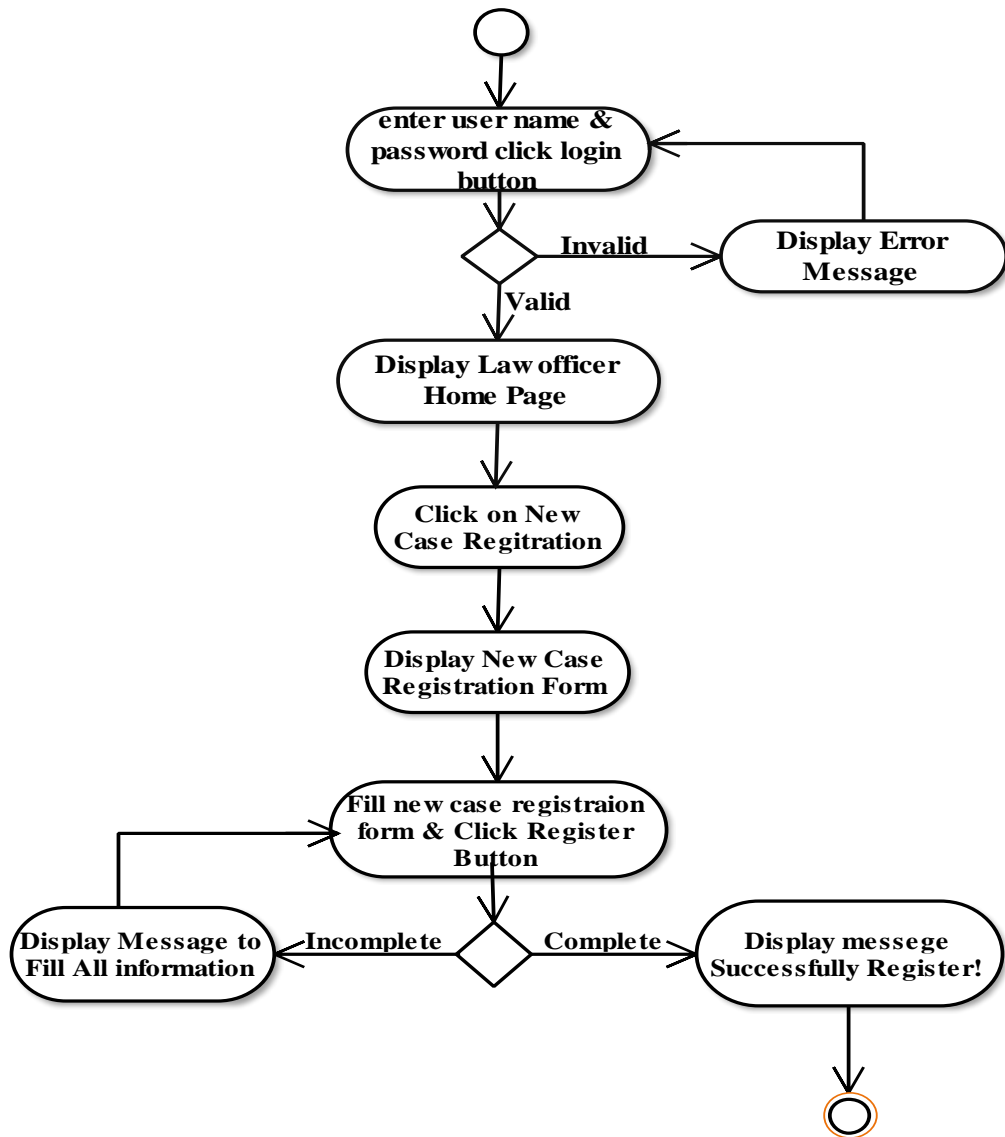 enter user name &
password click login
button
Invalid
Display Error
Message
Valid
Display Law officer
Home Page
Click on New
Case Regitration
Display New Case
Registration Form
Fill new case registraion
form & Click Register
Button
Display Message to
Fill All information
Incomplete
Complete
Display messege
Successfully Register!